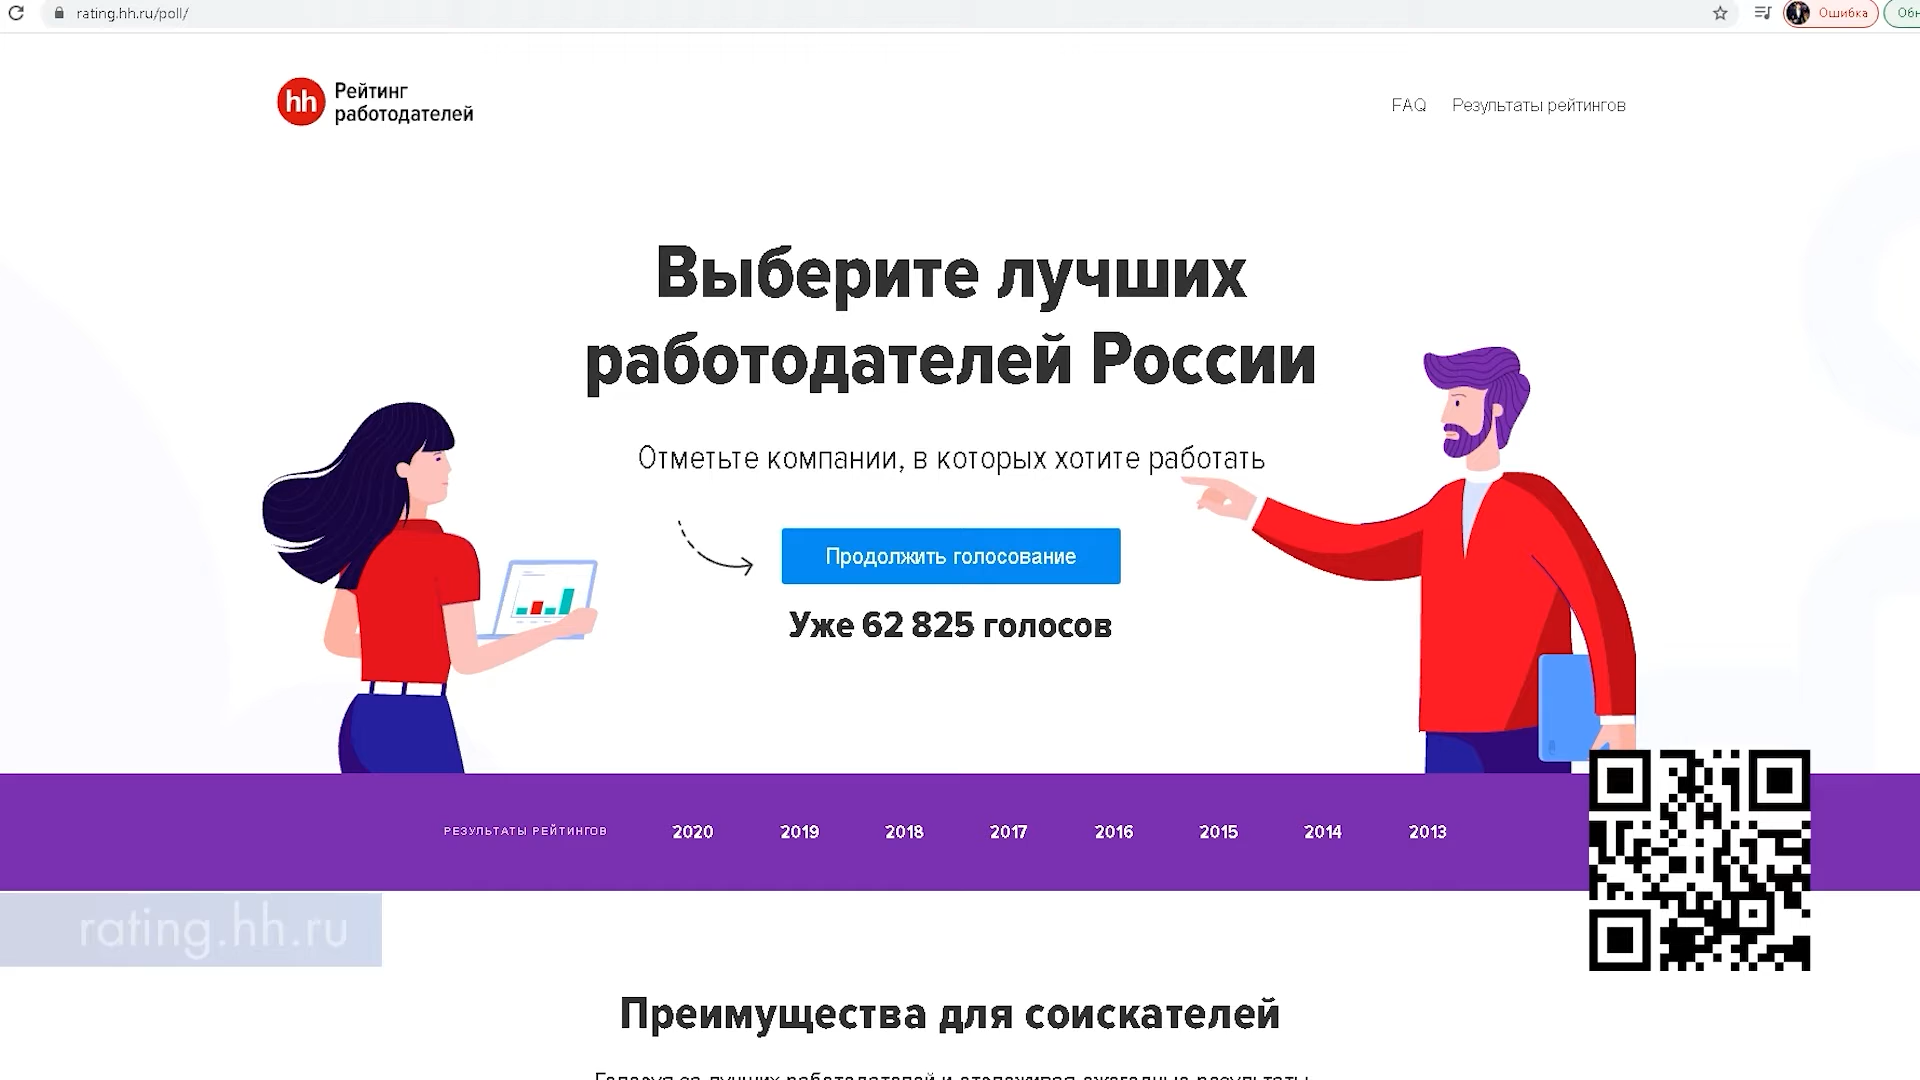 rating.hh.ru/poll/
Ошибка
Обн
hh
Рейтинг
работодателей
FAQ
Результаты рейтингов
Выберите лучших
работодателей России
Отметьте компании, в которых хотите работать
Продолжить голосование
Уже 62 825 голосов
РЕЗУЛЬТАТЫ РЕЙТИНГОВ 2020 2019 2018 2017 2016 2015 2014 2013
rating.hh.ru
Преимущества для соискателей